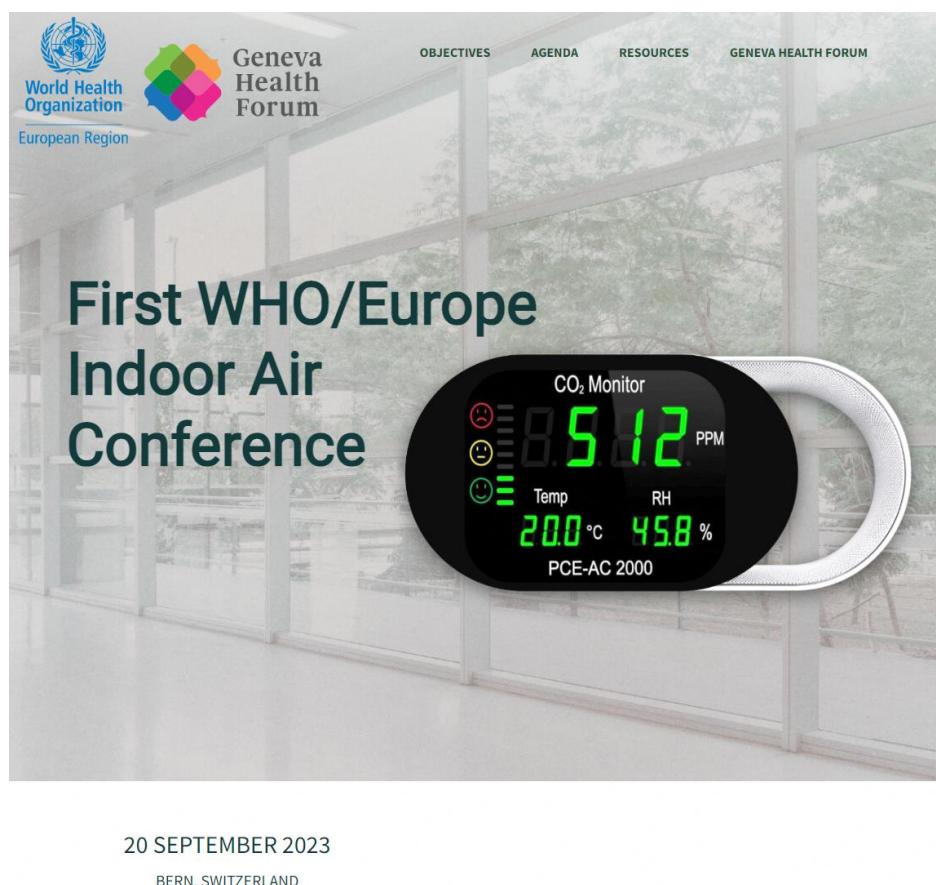 World Health
Organization
European Region
Geneva
Health
Forum
OBJECTIVES AGENDA RESOURCES GENEVA HEALTH FORUM
First WHO/Europe
Indoor Air
Conference
CO₂ Monitor
512 PPM
Temp RH
20.0 °C 45.8 %
PCE-AC 2000
20 SEPTEMBER 2023
BERN, SWITZERLAND